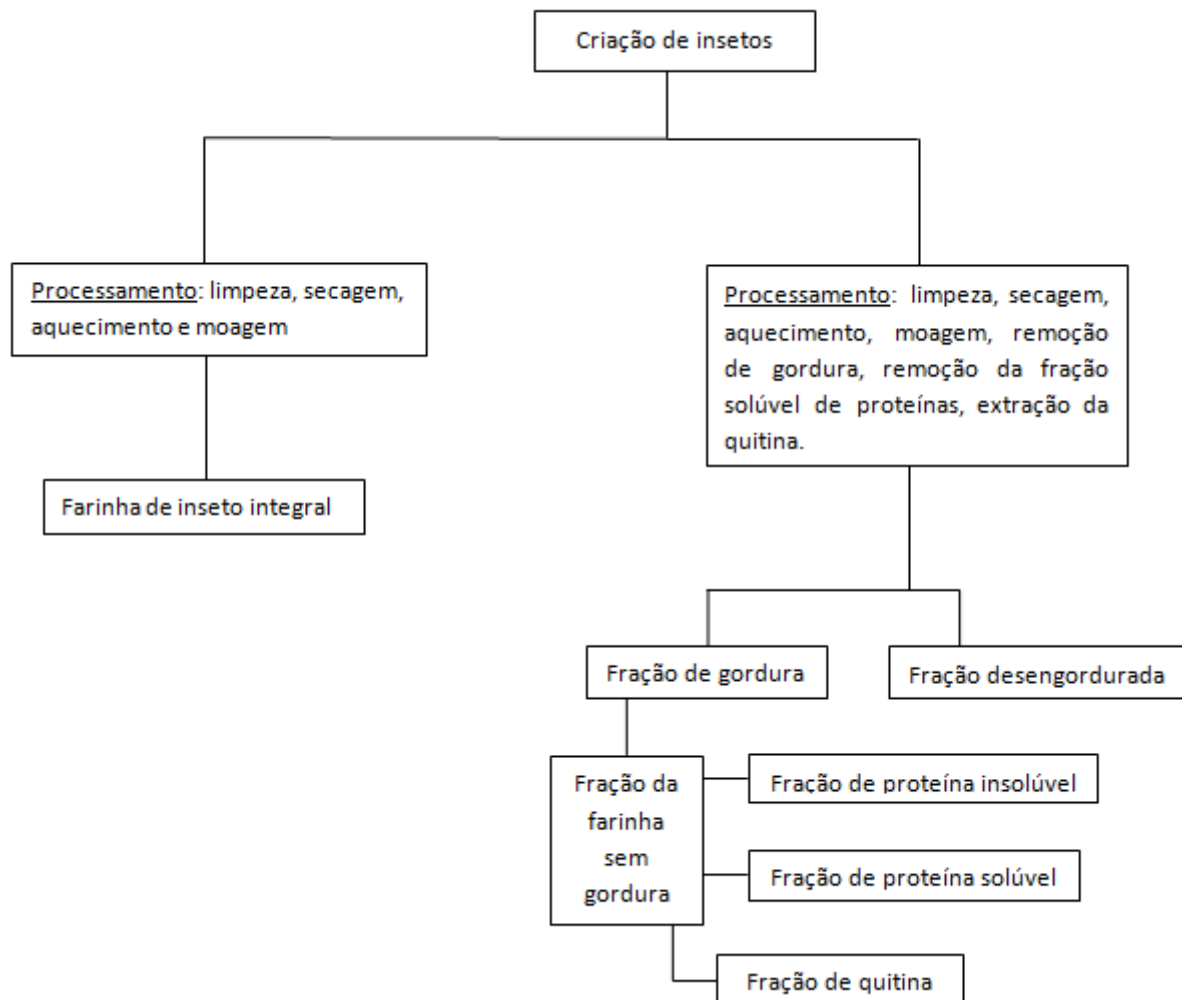 Criação de insetos
Processamento: limpeza, secagem,
aquecimento e moagem
Processamento: limpeza, secagem,
aquecimento, moagem, remoção
de gordura, remoção da fração
solúvel de proteínas, extração da
quitina.
Farinha de inseto integral
Fração de gordura
Fração desengordurada
Fração da
farinha
sem
gordura
Fração de proteína insolúvel
Fração de proteína solúvel
Fração de quitina